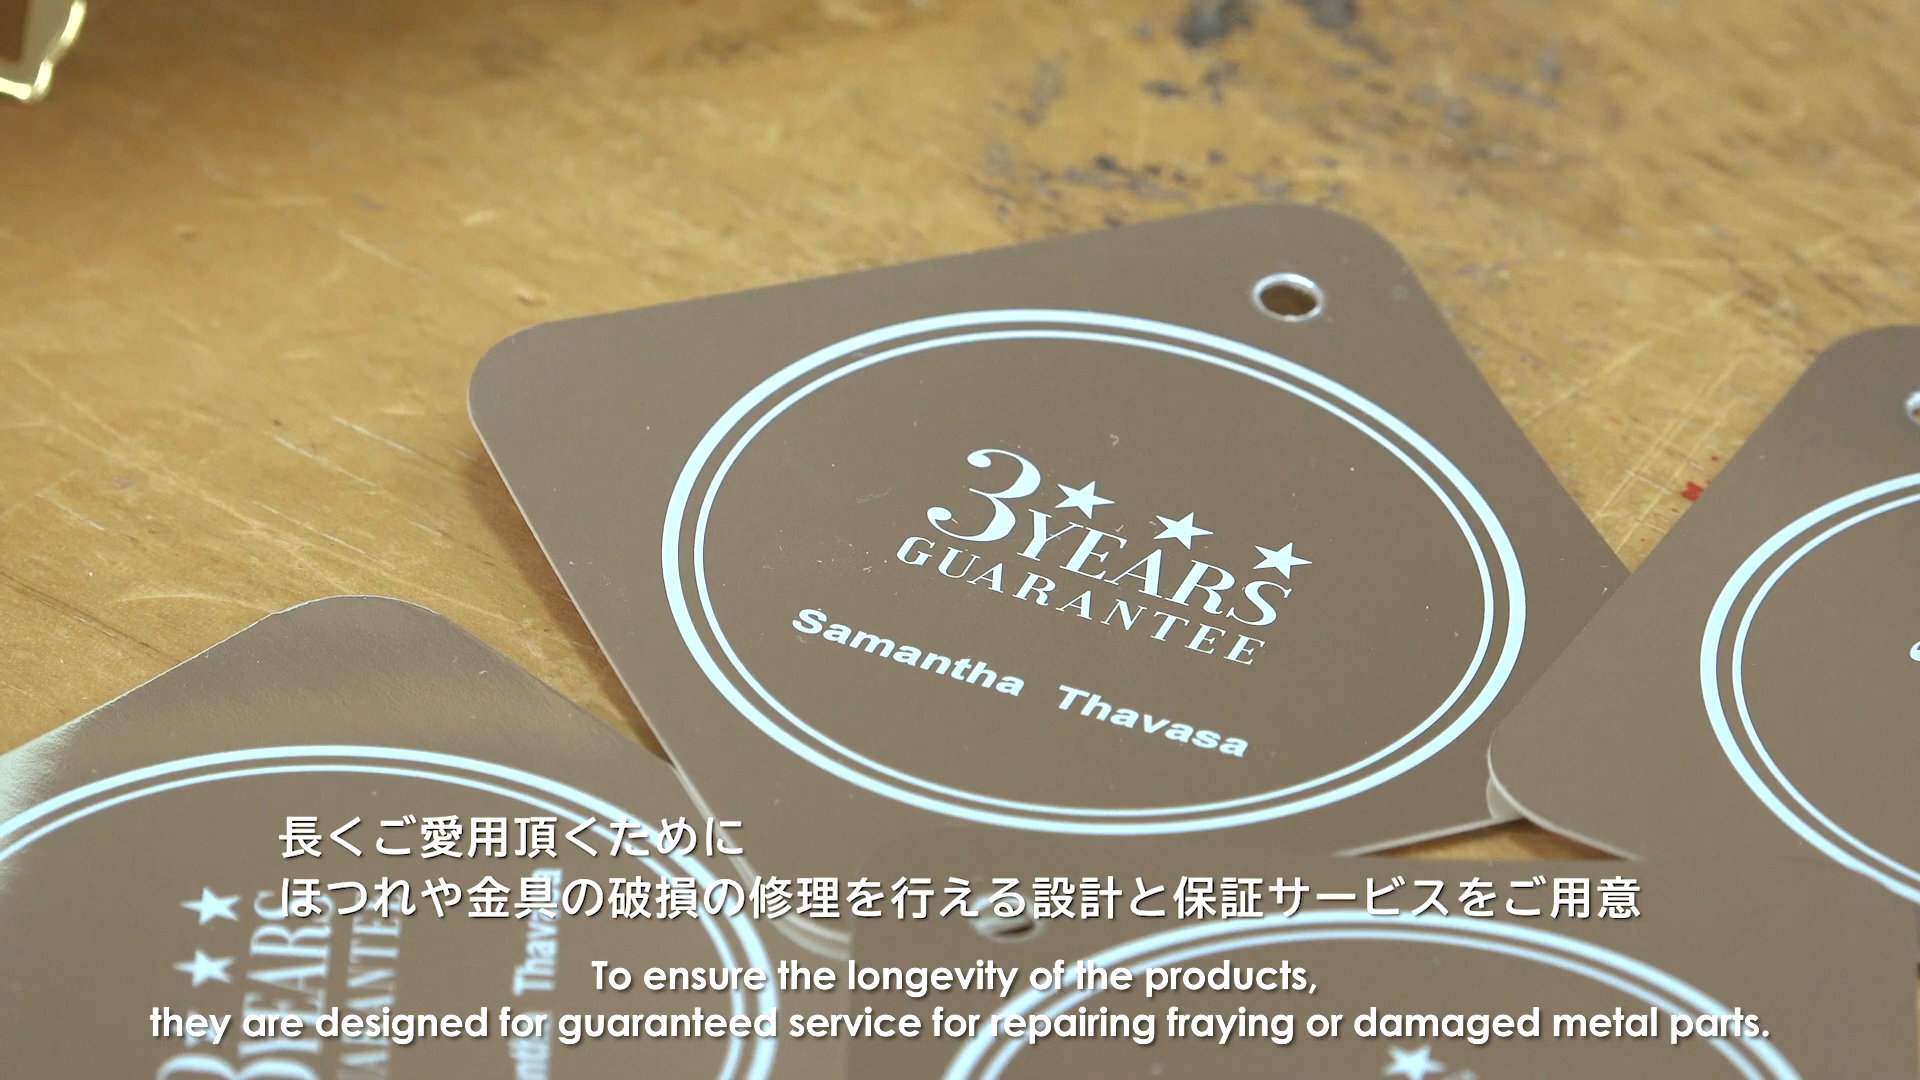 3 YEARS
GUARANTEE
Samantha Thavasa
3 YEARS
Thavasa
長くご愛用頂くために
ほつれや金具の破損の修理を行える設計と保証サービスをご用意
To ensure the longevity of the products,
they are designed for guaranteed service for repairing fraying or damaged metal parts.